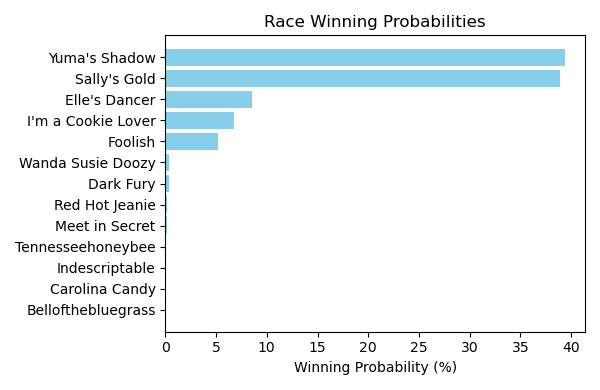 Race Winning Probabilities
Yuma's Shadow
Sally's Gold
Elle's Dancer
I'm a Cookie Lover
Foolish
Wanda Susie Doozy
Dark Fury
Red Hot Jeanie
Meet in Secret
Tennesseehoneybee
Indescriptable
Carolina Candy
Bellofthebluegrass
0 5 10 15 20 25 30 35 40
Winning Probability (%)